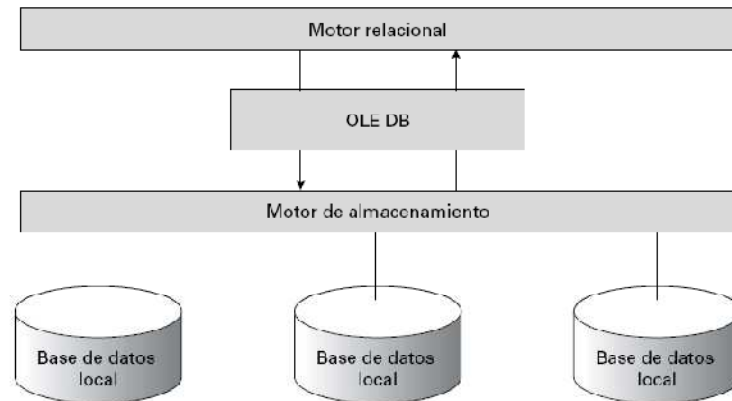 Motor relacional
OLE DB
Motor de almacenamiento
Base de datos
local
Base de datos
local
Base de datos
local